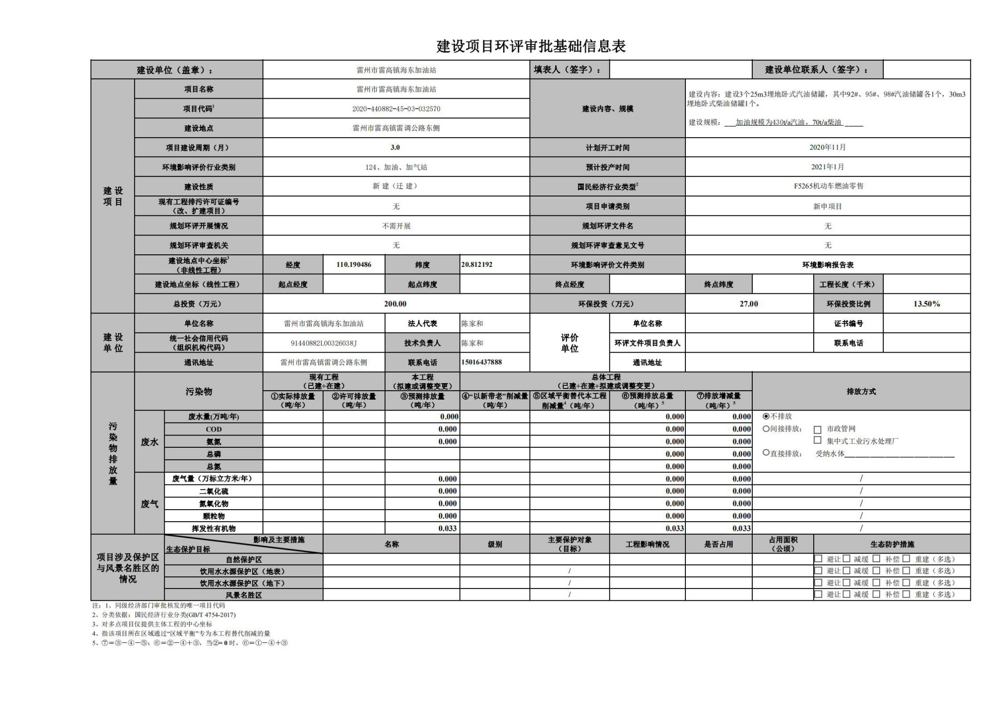 建设项目环评审批基础信息表
建设单位（盖章）： 雷州市雷高镇海东加油站 填表人（签字）： 建设单位联系人（签字）：
建 设
项 目
项目名称 雷州市雷高镇海东加油站
项目代码1 2020-440882-45-03-032570
建设地点 雷州市雷高镇雷调公路东侧
建设内容、规模
建设内容：建设3个25m3埋地卧式汽油储罐，其中92#、95#、98#汽油储罐各1个，30m3
埋地卧式柴油储罐1个。
建设规模： 加油规模为430t/a汽油，70t/a柴油
项目建设周期（月） 3.0 计划开工时间 2020年11月
环境影响评价行业类别 124、加油、加气站 预计投产时间 2021年1月
建设性质 新 建（迁 建） 国民经济行业类型2 F5265机动车燃油零售
现有工程排污许可证编号
（改、扩建项目） 无 项目申请类别 新申项目
规划环评开展情况 不需开展 规划环评文件名 无
规划环评审查机关 无 规划环评审查意见文号 无
建设地点中心坐标3
（非线性工程） 经度 110.190486 纬度 20.812192 环境影响评价文件类别 环境影响报告表
建设地点坐标（线性工程） 起点经度 起点纬度 终点经度 终点纬度 工程长度（千米）
总投资（万元） 200.00 环保投资（万元） 27.00 环保投资比例 13.50%
建 设
单 位
单位名称 雷州市雷高镇海东加油站 法人代表 陈家和
评价
单位
单位名称 证书编号
统一社会信用代码
（组织机构代码） 91440882L00326038J 技术负责人 陈家和 环评文件项目负责人 联系电话
通讯地址 雷州市雷高镇雷调公路东侧 联系电话 15016437888 通讯地址
污
染
物
排
放
量
污染物
现有工程
（已建+在建）
本工程
（拟建或调整变更）
总体工程
（已建+在建+拟建或调整变更）
排放方式
①实际排放量
（吨/年）
②许可排放量
（吨/年）
③预测排放量
（吨/年）
④“以新带老”削减量
（吨/年）
⑤区域平衡替代本工程
削减量4（吨/年）
⑥预测排放总量
（吨/年）5
⑦排放增减量
（吨/年）5
废水
废水量(万吨/年) 0.000 0.000 0.000
COD 0.000 0.000 0.000
氨氮 0.000 0.000 0.000
总磷 0.000 0.000
总氮 0.000 0.000
不排放
间接排放： 市政管网
集中式工业污水处理厂
直接排放： 受纳水体
废气
废气量（万标立方米/年） 0.000 0.000 0.000 /
二氧化硫 0.000 0.000 0.000 /
氮氧化物 0.000 0.000 0.000 /
颗粒物 0.000 0.000 0.000 /
挥发性有机物 0.033 0.033 0.033 /
项目涉及保护区
与风景名胜区的
情况
影响及主要措施
生态保护目标
名称 级别 主要保护对象
（目标） 工程影响情况 是否占用 占用面积
（公顷） 生态防护措施
自然保护区 避让 减缓 补偿 重建（多选）
饮用水水源保护区（地表） / 避让 减缓 补偿 重建（多选）
饮用水水源保护区（地下） / 避让 减缓 补偿 重建（多选）
风景名胜区 / 避让 减缓 补偿 重建（多选）
注：1、同级经济部门审批核发的唯一项目代码
2、分类依据：国民经济行业分类(GB/T 4754-2017)
3、对多点项目仅提供主体工程的中心坐标
4、指该项目所在区域通过“区域平衡”专为本工程替代削减的量
5、⑦＝③－④－⑤；⑥＝②－④＋③，当②= 0 时，⑥＝①－④＋③